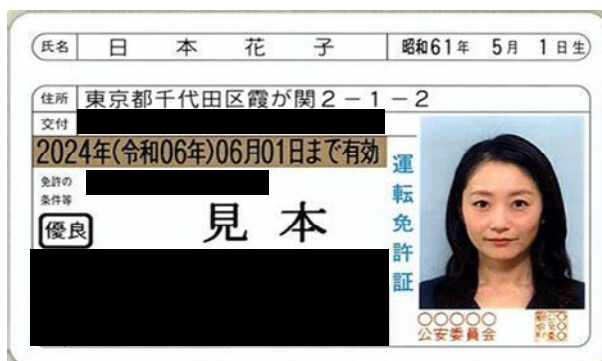 氏名 日本花子 昭和61年 5月 1日生
住所 東京都千代田区霞が関2-1-2
交付
2024年(令和06年)06月01日まで有効
免許の
条件等
優良
見本
運転免許証
○○○○○
公安委員会